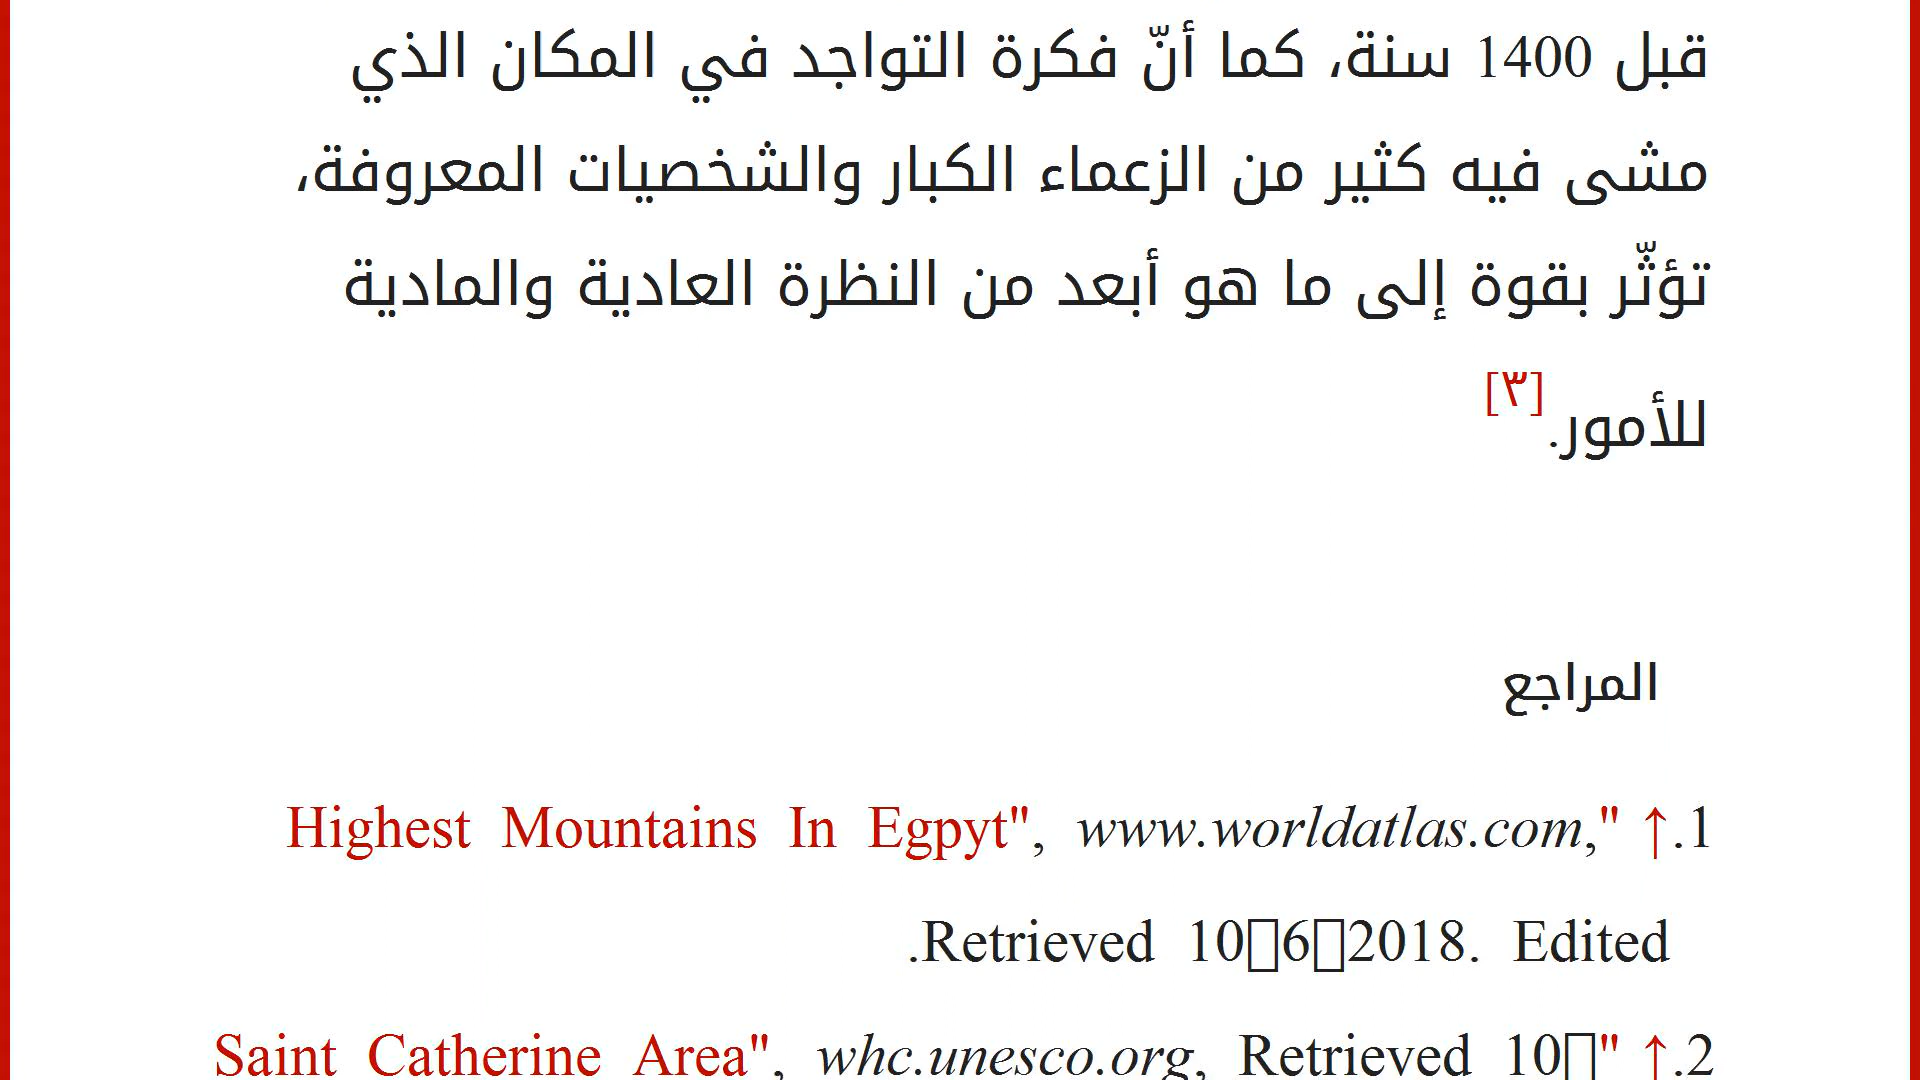 قبل 1400 سنة، كما أنّ فكرة التواجد في المكان الذي
مشى فيه كثير من الزعماء الكبار والشخصيات المعروفة،
تؤثّر بقوة إلى ما هو أبعد من النظرة العادية والمادية
للأمور.[٣]
المراجع
1.↑ "Highest Mountains In Egpyt", www.worldatlas.com,
Retrieved 10▯6▯2018. Edited.
2.↑ "Saint Catherine Area", whc.unesco.org, Retrieved 10▯